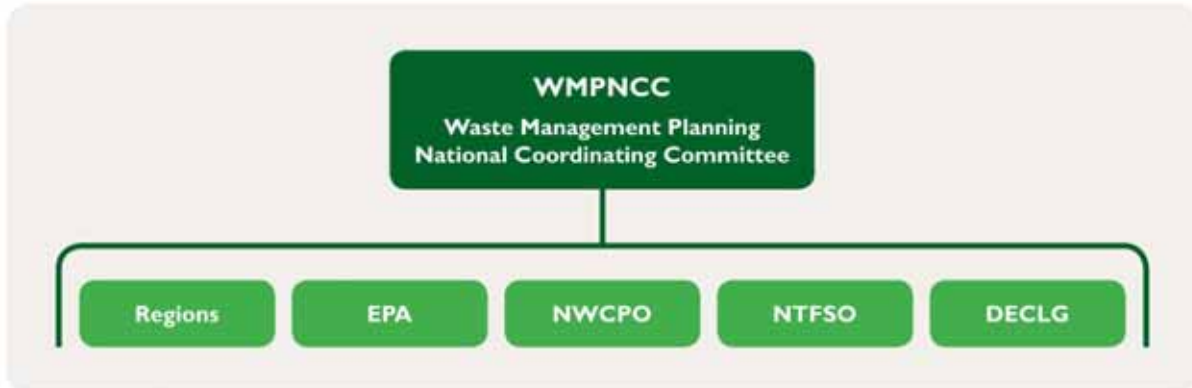 WMPNCC
Waste Management Planning
National Coordinating Committee
Regions
EPA
NWCPO
NTFSO
DECLG